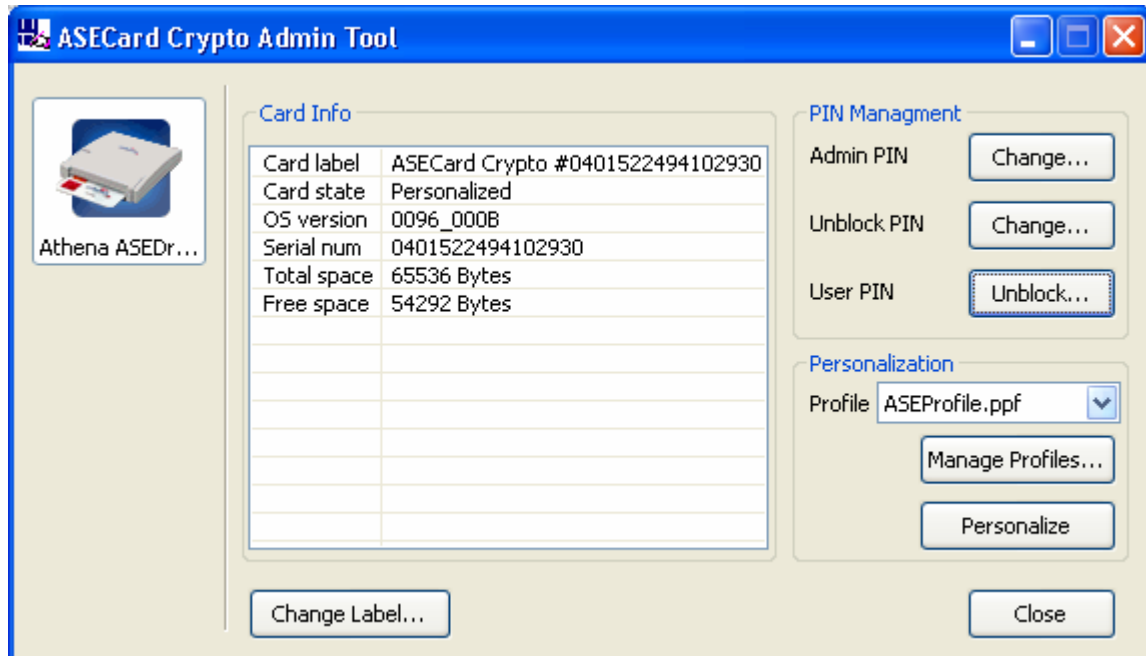 ASECard Crypto Admin Tool
Athena ASEDr...
Card Info
Card label ASECard Crypto #0401522494102930
Card state Personalized
OS version 0096_000B
Serial num 0401522494102930
Total space 65536 Bytes
Free space 54292 Bytes
Change Label...
PIN Managment
Admin PIN Change...
Unblock PIN Change...
User PIN Unblock...
Personalization
Profile ASEProfile.ppf
Manage Profiles...
Personalize
Close